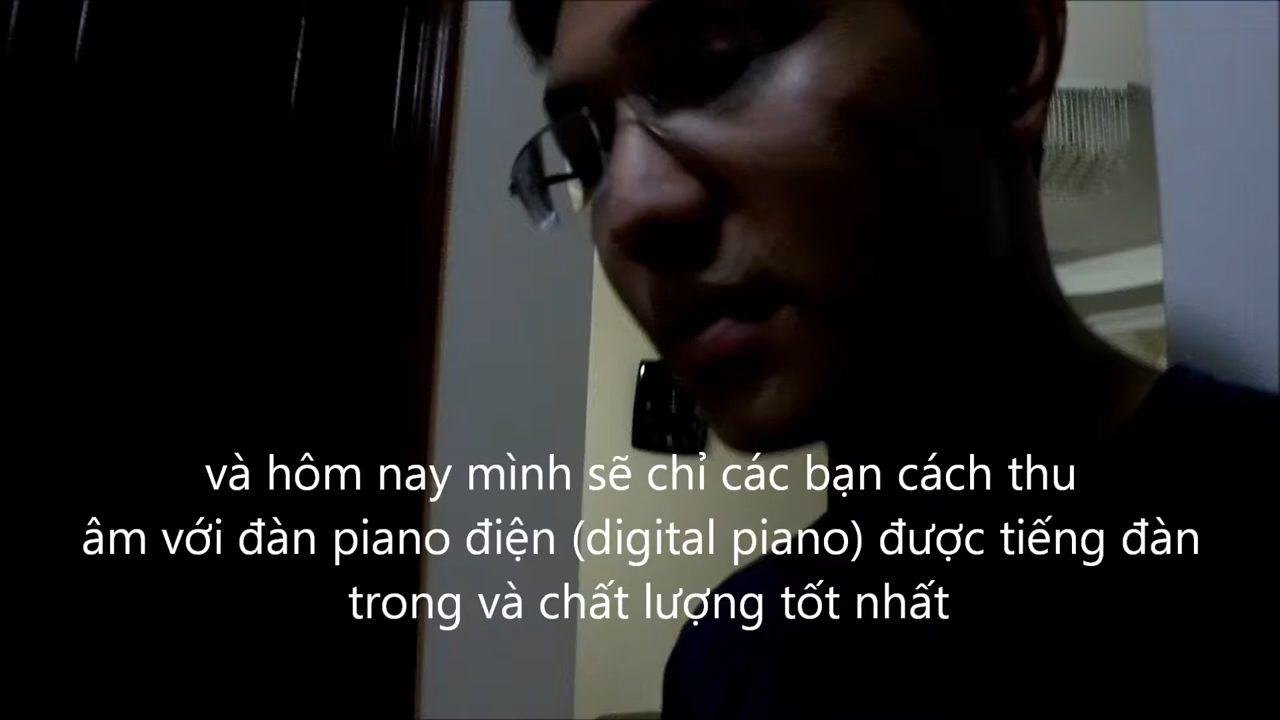 và hôm nay mình sẽ chỉ các bạn cách thu
âm với đàn piano điện (digital piano) được tiếng đàn
trong và chất lượng tốt nhất